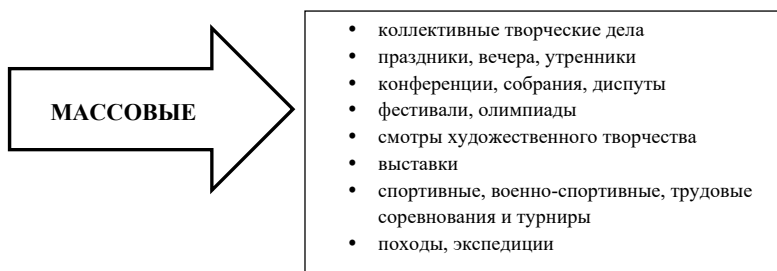 МАССОВЫЕ
• коллективные творческие дела
• праздники, вечера, утренники
• конференции, собрания, диспуты
• фестивали, олимпиады
• смотры художественного творчества
• выставки
• спортивные, военно-спортивные, трудовые
соревнования и турниры
• походы, экспедиции